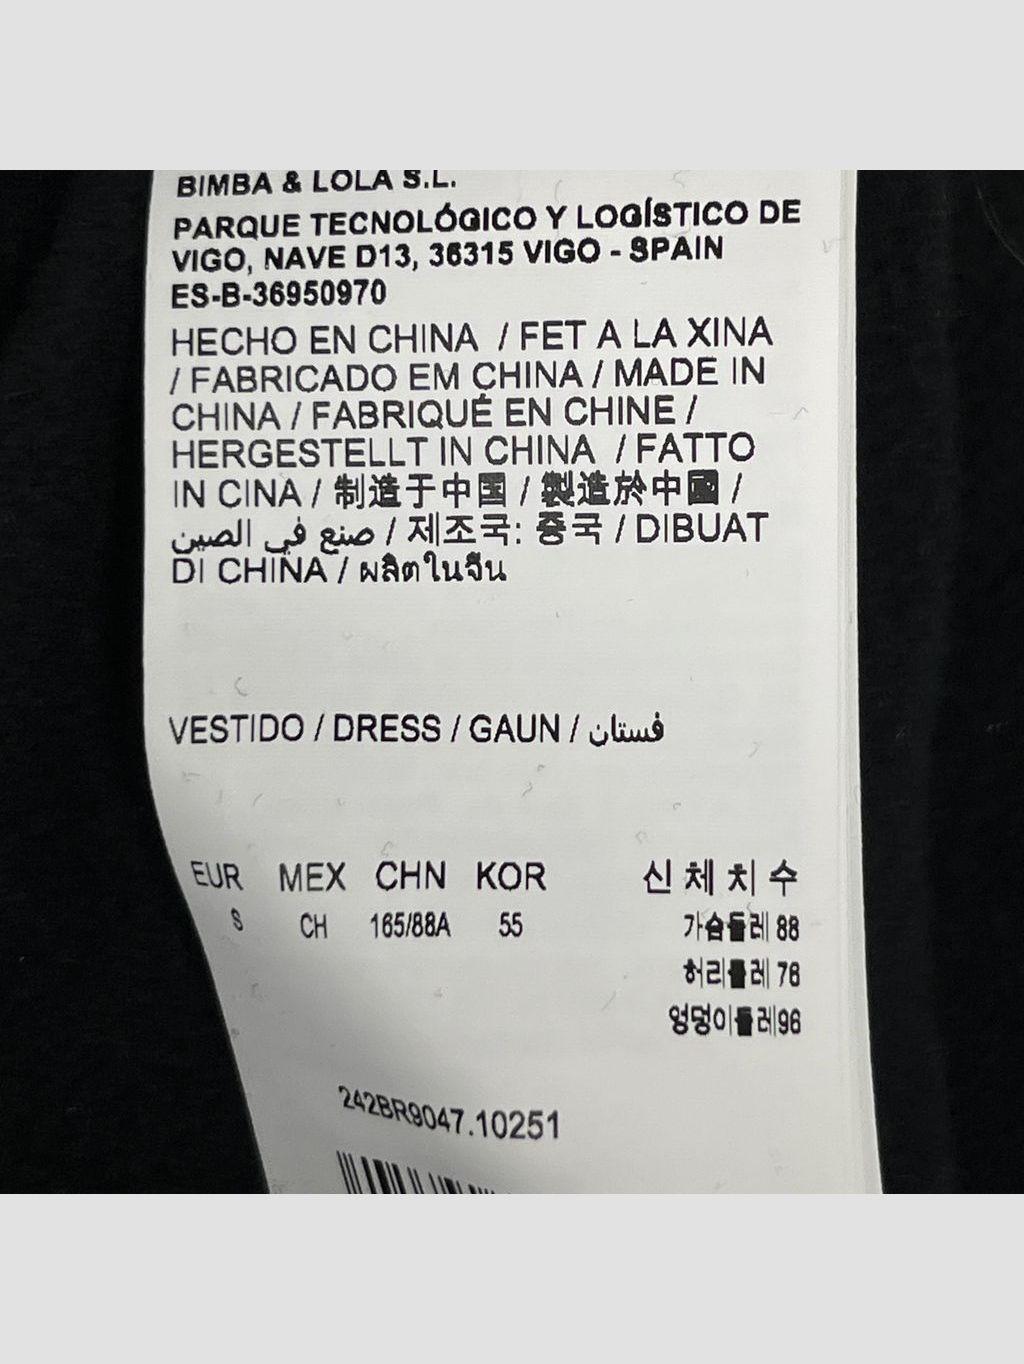 BIMBA & LOLA S.L.
PARQUE TECNOLÓGICO Y LOGÍSTICO DE
VIGO, NAVE D13, 36315 VIGO - SPAIN
ES-B-36950970
HECHO EN CHINA / FET A LA XINA
/ FABRICADO EM CHINA / MADE IN
CHINA / FABRIQUÉ EN CHINE /
HERGESTELLT IN CHINA / FATTO
IN CINA / 制造于中国 / 製造於中國 /
صنع في الصين / 제조국: 중국 / DIBUAT
DI CHINA / ผลิตในจีน
VESTIDO / DRESS / GAUN / فستان
EUR MEX CHN KOR 신체치수
S CH 165/88A 55 가슴둘레 88
허리둘레 76
엉덩이둘레96
242BR9047.10251